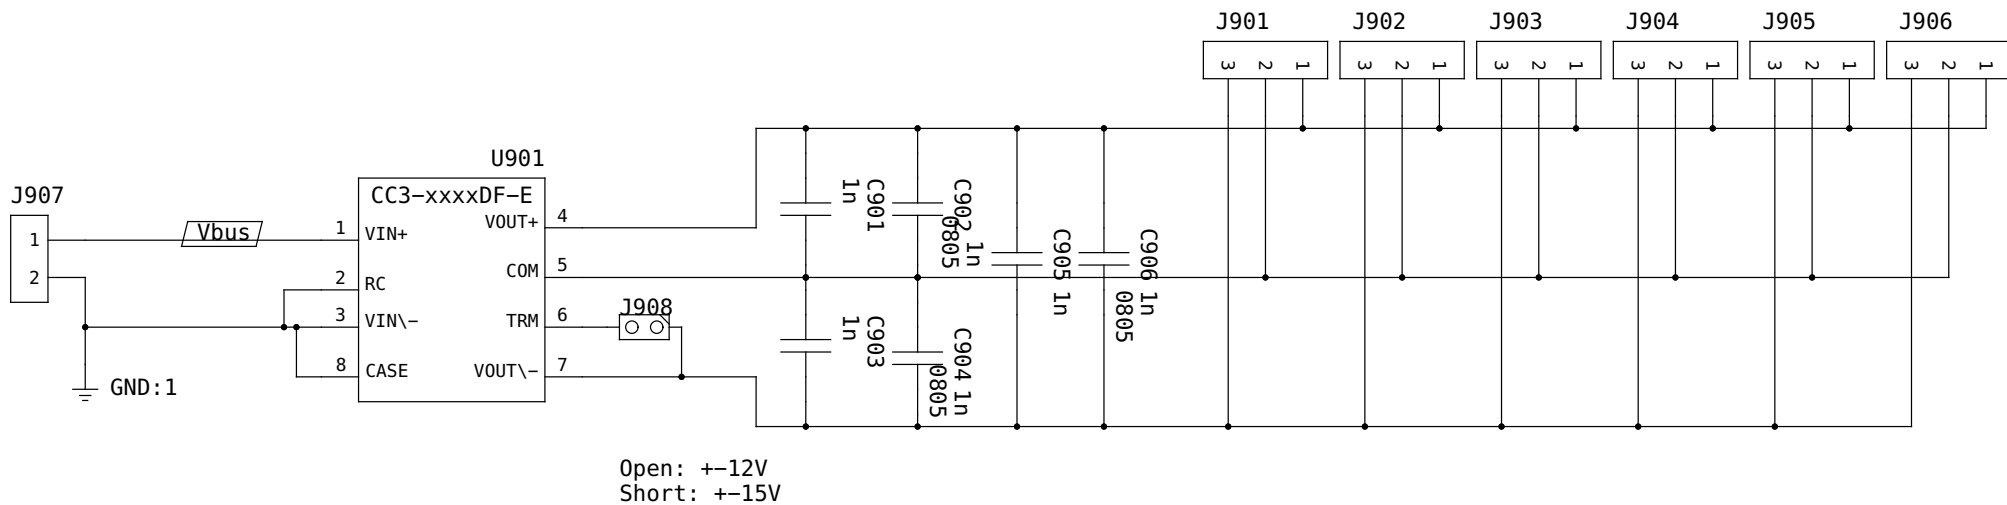 J901 J902 J903 J904 J905 J906
3 2 1 3 2 1 3 2 1 3 2 1 3 2 1 3 2 1
U901
CC3-xxxxDF-E
J907
1
2
Vbus
1 VIN+
2 RC
3 VIN\-
8 CASE
VOUT+ 4
COM 5
TRM 6
VOUT\- 7
J908
GND:1
C901
1n
C902 1n
0805
C903
1n
C904 1n
0805
C905 1n
C906 1n
0805
Open: +-12V
Short: +-15V